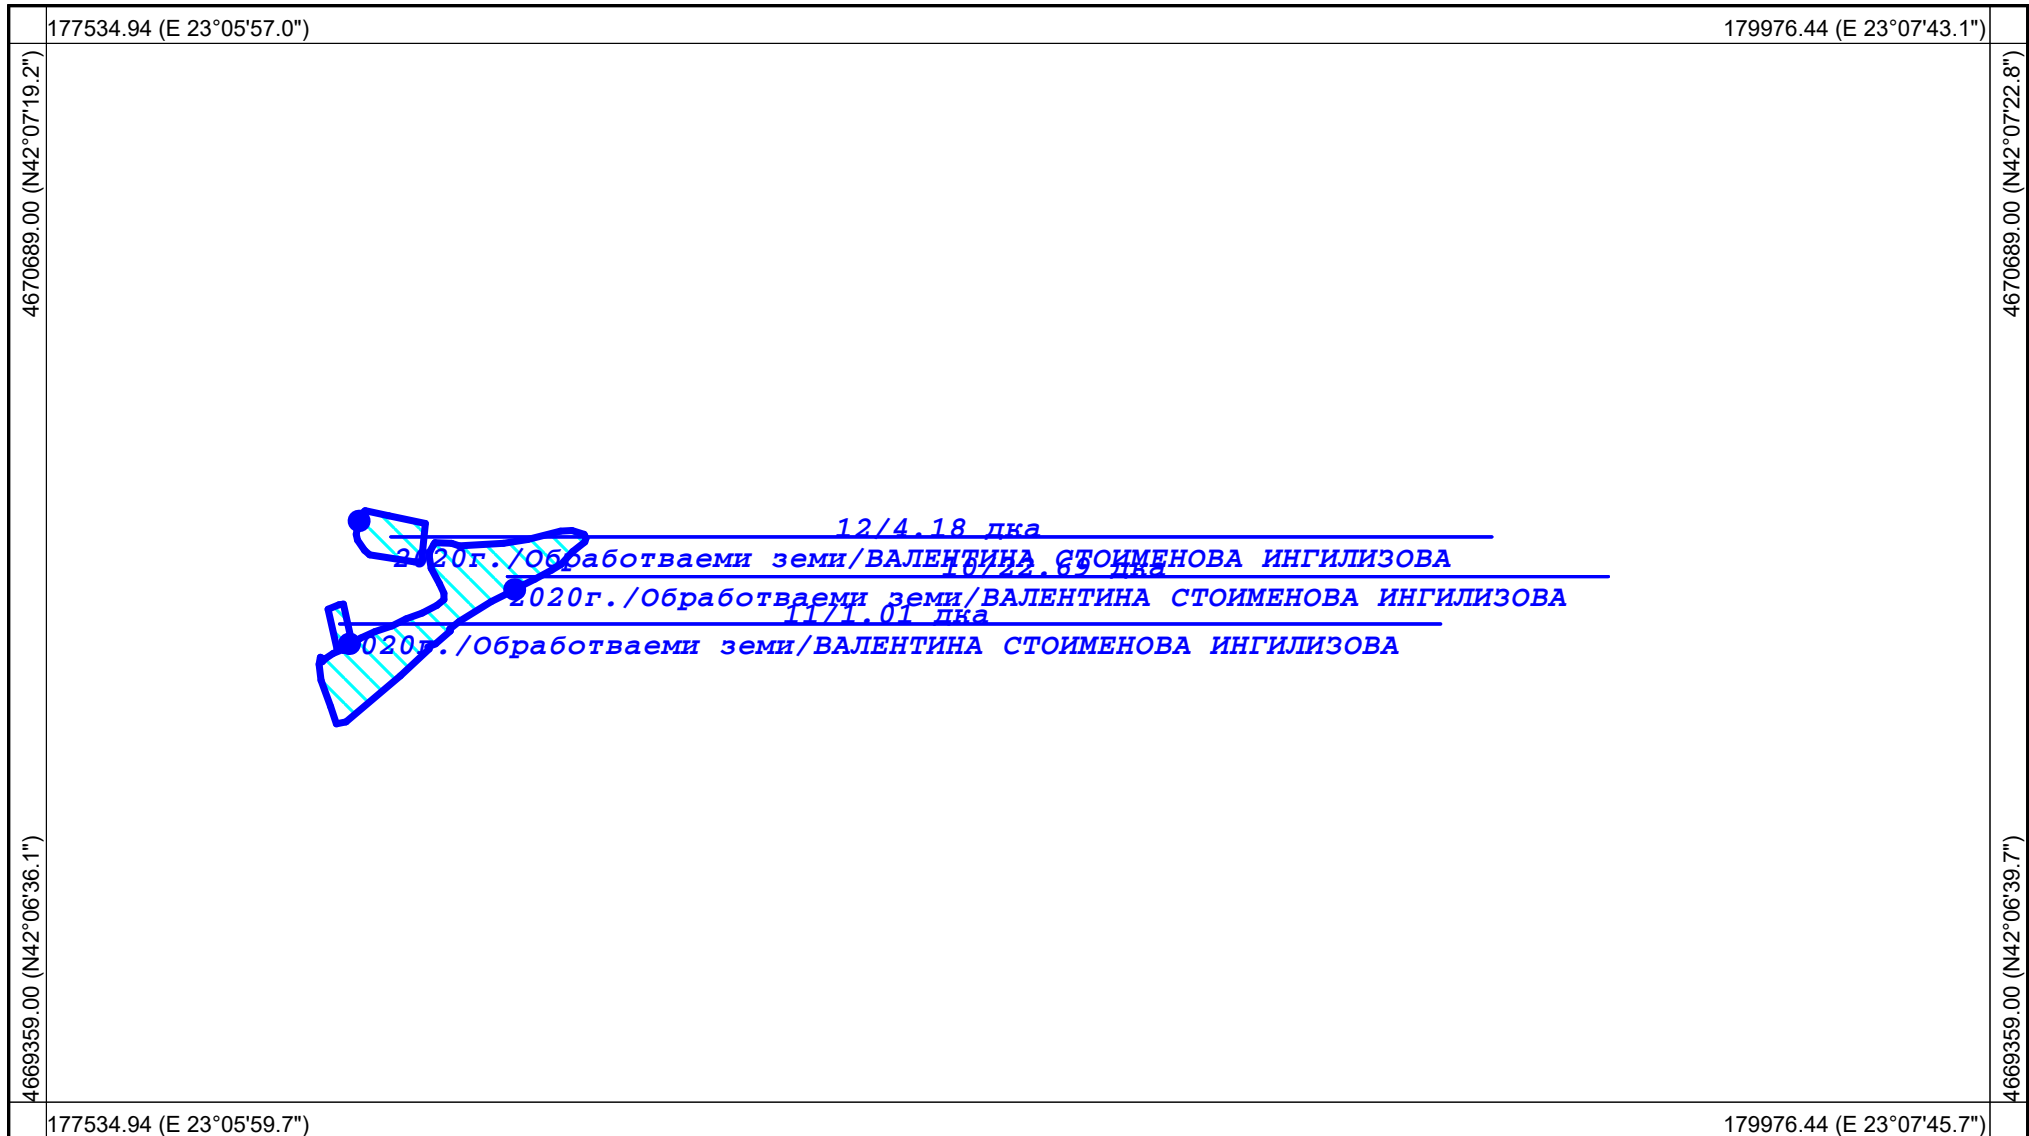 177534.94 (E 23°05'57.0")
179976.44 (E 23°07'43.1")
4670689.00 (N42°07'19.2")
4670689.00 (N42°07'22.8")
12/4.18 дка
2020г./Обработваеми земи/ВАЛЕНТИНА СТОИМЕНОВА ИНГИЛИЗОВА
10/22.69 дка
2020г./Обработваеми земи/ВАЛЕНТИНА СТОИМЕНОВА ИНГИЛИЗОВА
11/1.01 дка
2020г./Обработваеми земи/ВАЛЕНТИНА СТОИМЕНОВА ИНГИЛИЗОВА
4669359.00 (N42°06'36.1")
4669359.00 (N42°06'39.7")
177534.94 (E 23°05'59.7")
179976.44 (E 23°07'45.7")